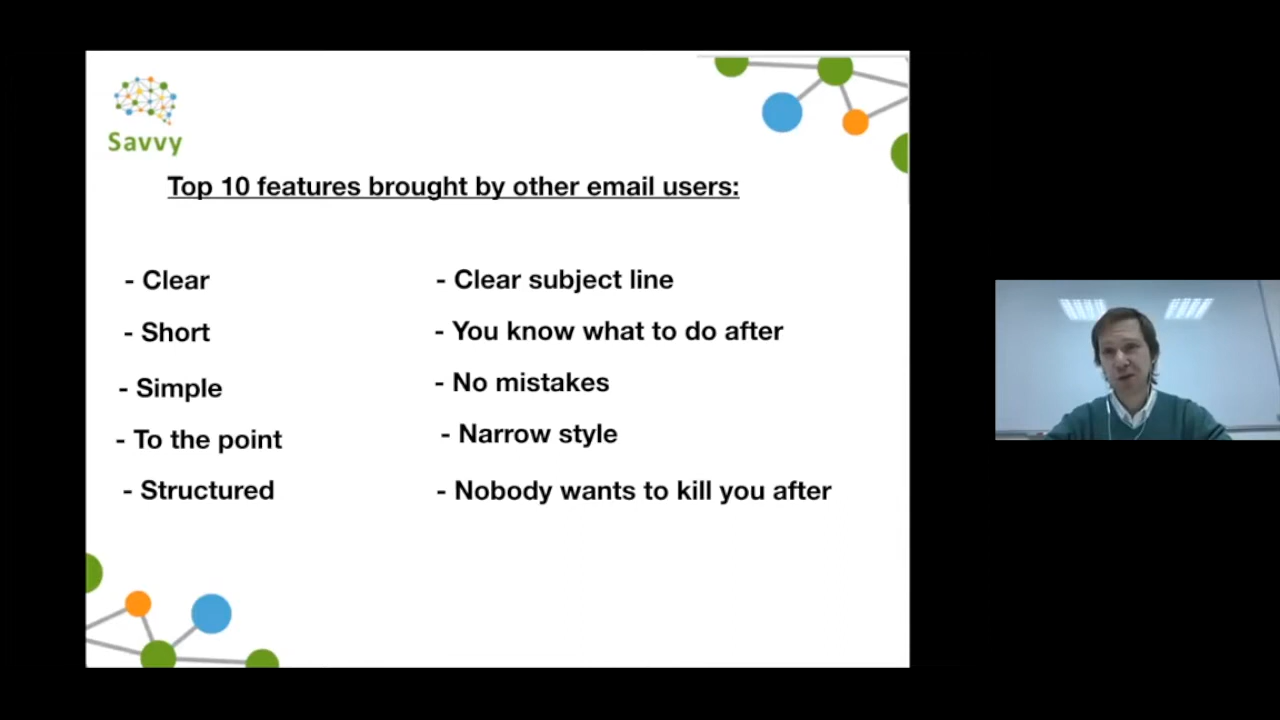 Savvy
Top 10 features brought by other email users:
- Clear
- Short
- Simple
- To the point
- Structured
- Clear subject line
- You know what to do after
- No mistakes
- Narrow style
- Nobody wants to kill you after